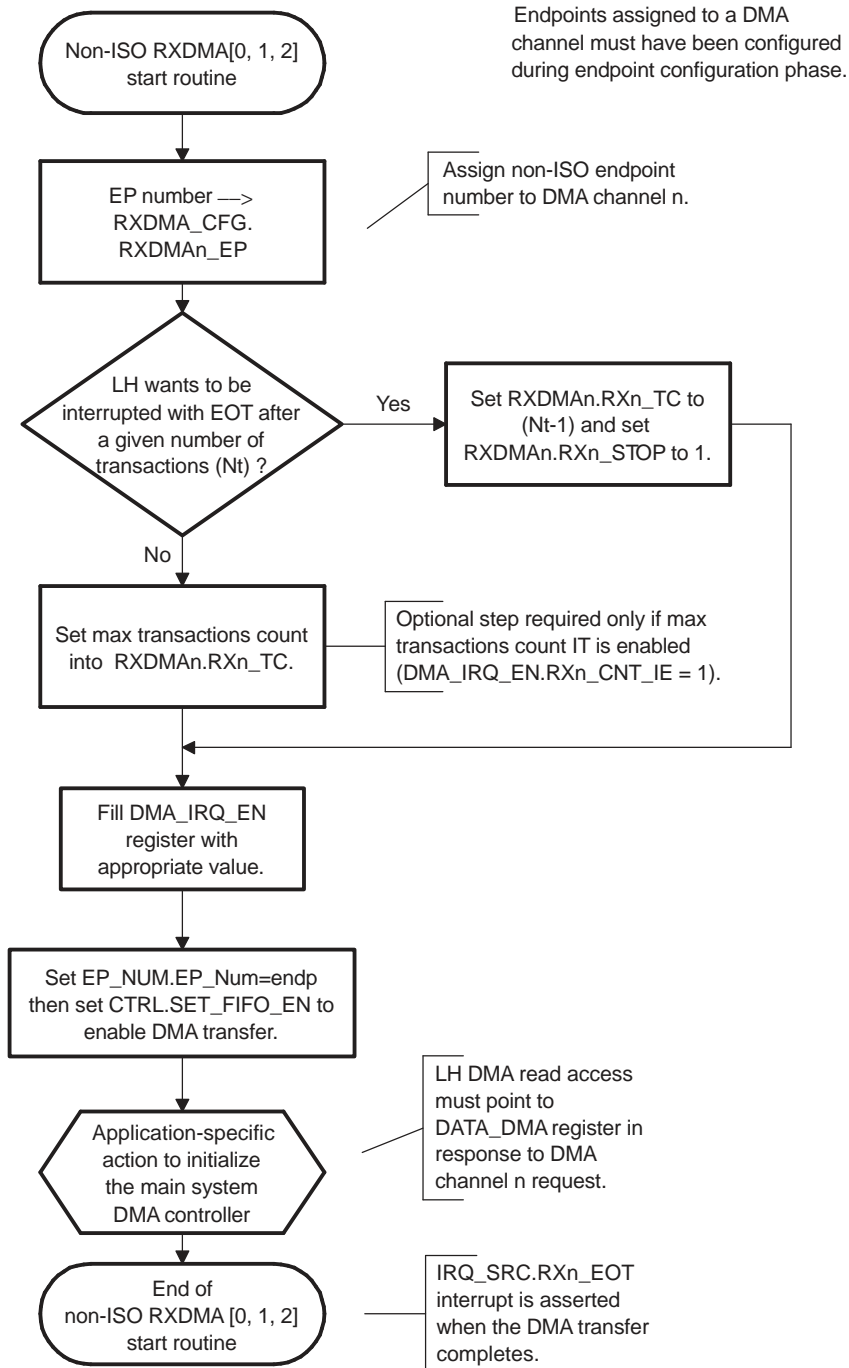 Endpoints assigned to a DMA
channel must have been configured
during endpoint configuration phase.
Non-ISO RXDMA[0, 1, 2]
start routine
EP number ––>
RXDMA_CFG.
RXDMAn_EP
Assign non-ISO endpoint
number to DMA channel n.
LH wants to be
interrupted with EOT after
a given number of
transactions (Nt) ?
Yes
Set RXDMAn.RXn_TC to
(Nt-1) and set
RXDMAn.RXn_STOP to 1.
No
Set max transactions count
into RXDMAn.RXn_TC.
Optional step required only if max
transactions count IT is enabled
(DMA_IRQ_EN.RXn_CNT_IE = 1).
Fill DMA_IRQ_EN
register with
appropriate value.
Set EP_NUM.EP_Num=endp
then set CTRL.SET_FIFO_EN to
enable DMA transfer.
Application-specific
action to initialize
the main system
DMA controller
LH DMA read access
must point to
DATA_DMA register in
response to DMA
channel n request.
End of
non-ISO RXDMA [0, 1, 2]
start routine
IRQ_SRC.RXn_EOT
interrupt is asserted
when the DMA transfer
completes.